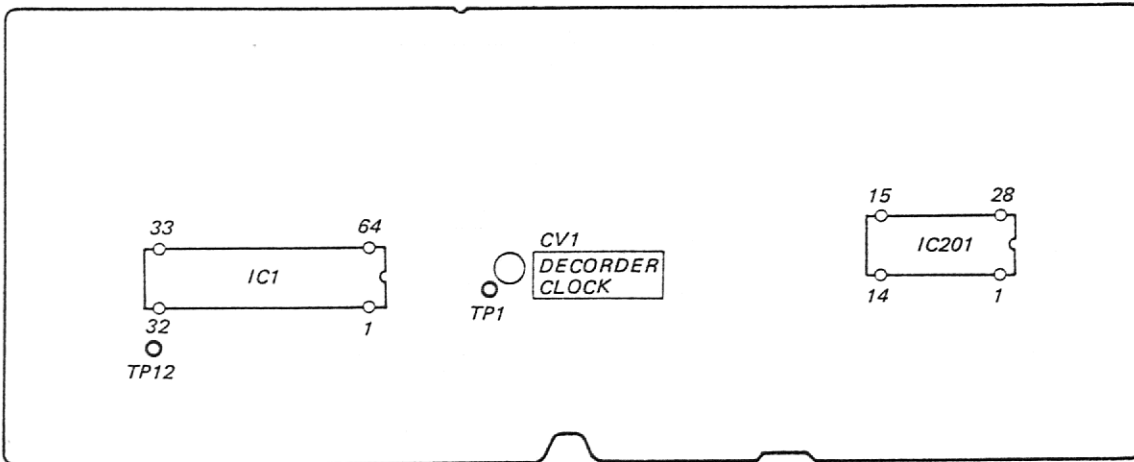 33
64
IC1
32
1
TP12
CV1
DECORDER
CLOCK
TP1
15
28
IC201
14
1